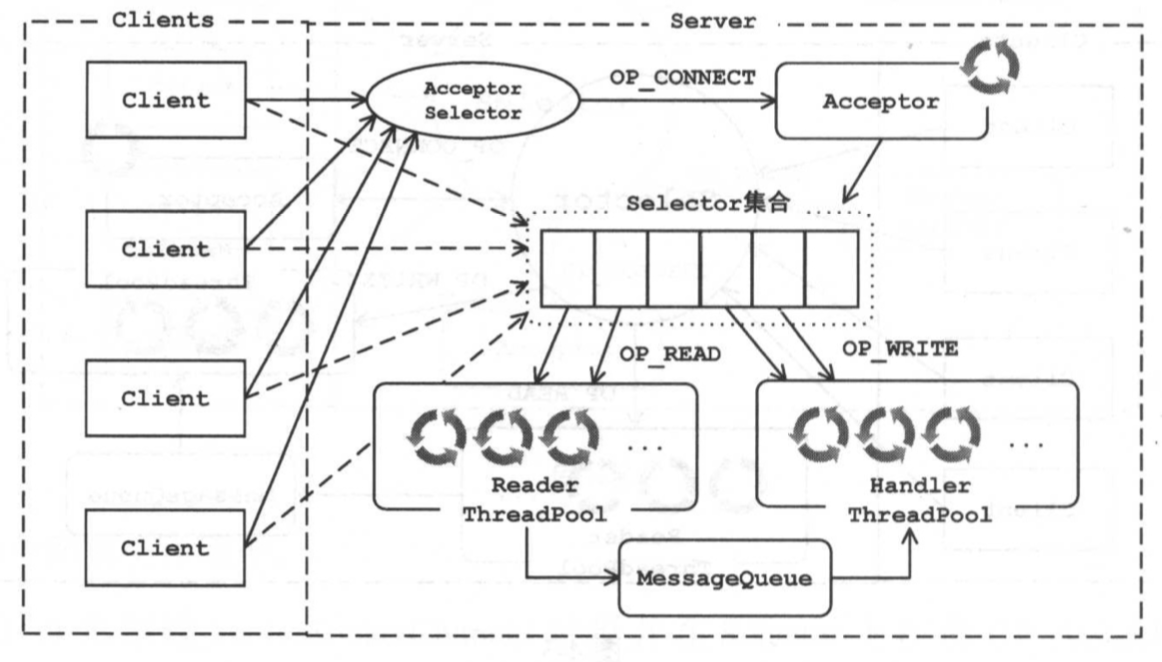 Clients
Server
Client
Acceptor
Selector
OP_CONNECT
Acceptor
Client
Selector集合
OP_READ
OP_WRITE
Client
...
...
Reader
ThreadPool
Handler
ThreadPool
Client
MessageQueue